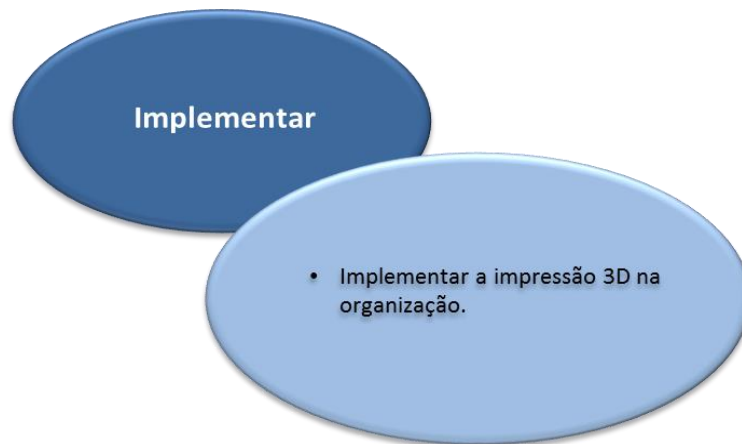 Implementar
• Implementar a impressão 3D na
organização.